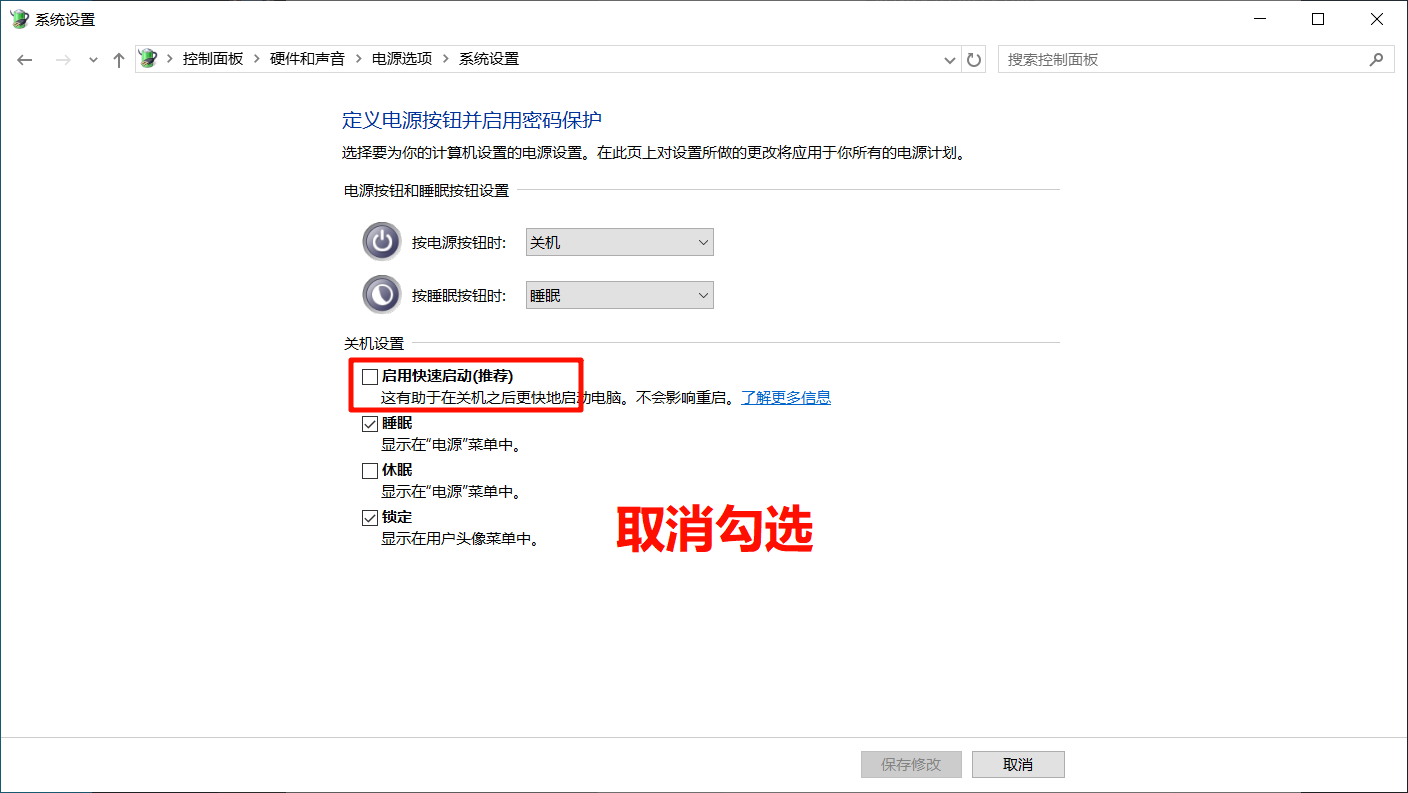 系统设置
控制面板 > 硬件和声音 > 电源选项 > 系统设置
搜索控制面板
定义电源按钮并启用密码保护
选择要为你的计算机设置的电源设置。在此页上对设置所做的更改将应用于你所有的电源计划。
电源按钮和睡眠按钮设置
按电源按钮时: 关机
按睡眠按钮时: 睡眠
关机设置
启用快速启动(推荐)
这有助于在关机之后更快地启动电脑。不会影响重启。了解更多信息
睡眠
显示在“电源”菜单中。
休眠
显示在“电源”菜单中。
锁定
显示在用户头像菜单中。
取消勾选
保存修改 取消